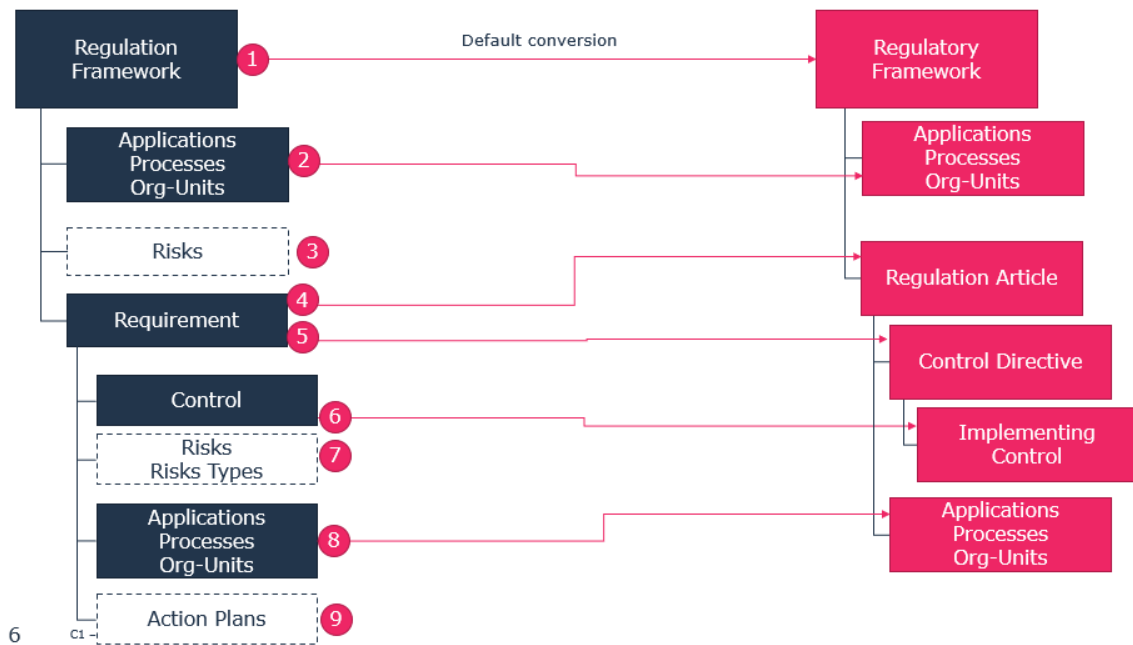 Regulation
Framework
1
Default conversion
Regulatory
Framework
Applications
Processes
Org-Units
2
Applications
Processes
Org-Units
Risks
3
4
Requirement
5
Regulation Article
Control Directive
Control
6
Implementing
Control
Risks
Risks Types
7
Applications
Processes
Org-Units
8
Applications
Processes
Org-Units
Action Plans
9
6
C1 –